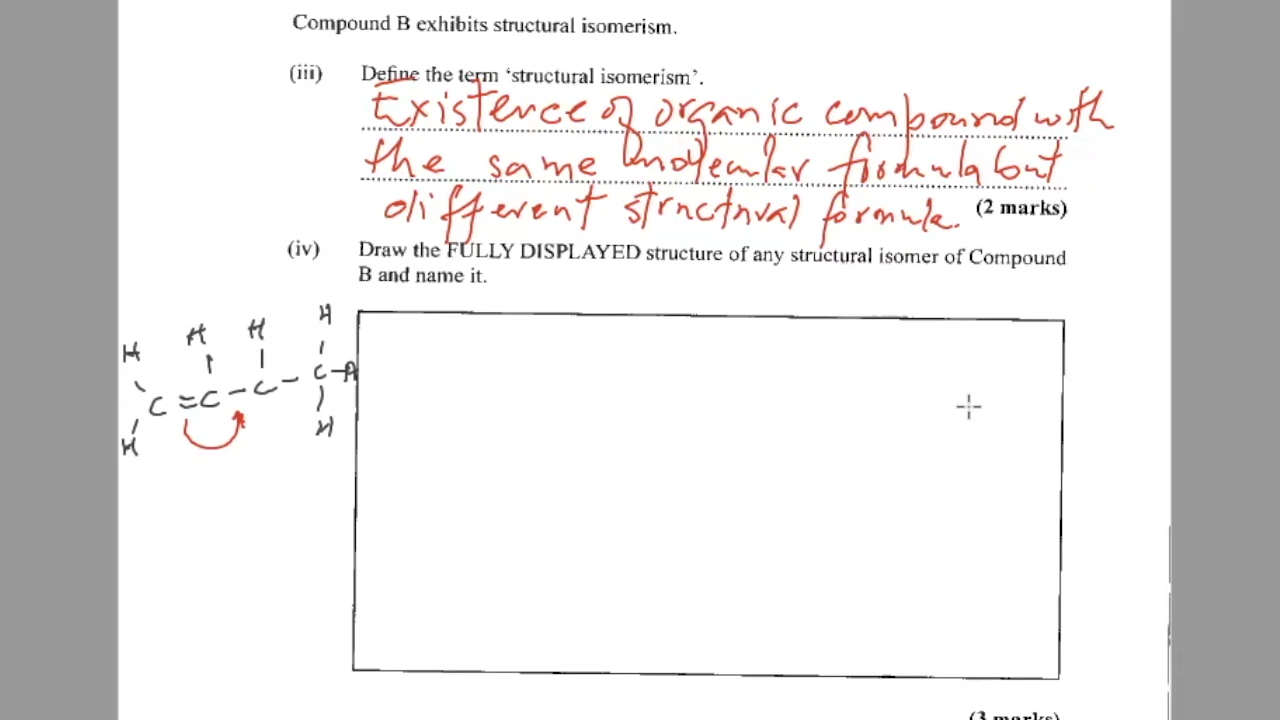 Compound B exhibits structural isomerism.
(iii) Define the term ‘structural isomerism’.
Existence of organic compound with
the same molecular formula but
different structural formula. (2 marks)
(iv) Draw the FULLY DISPLAYED structure of any structural isomer of Compound
B and name it.
H H H H
C = C - C - C - H
H H
(3 marks)